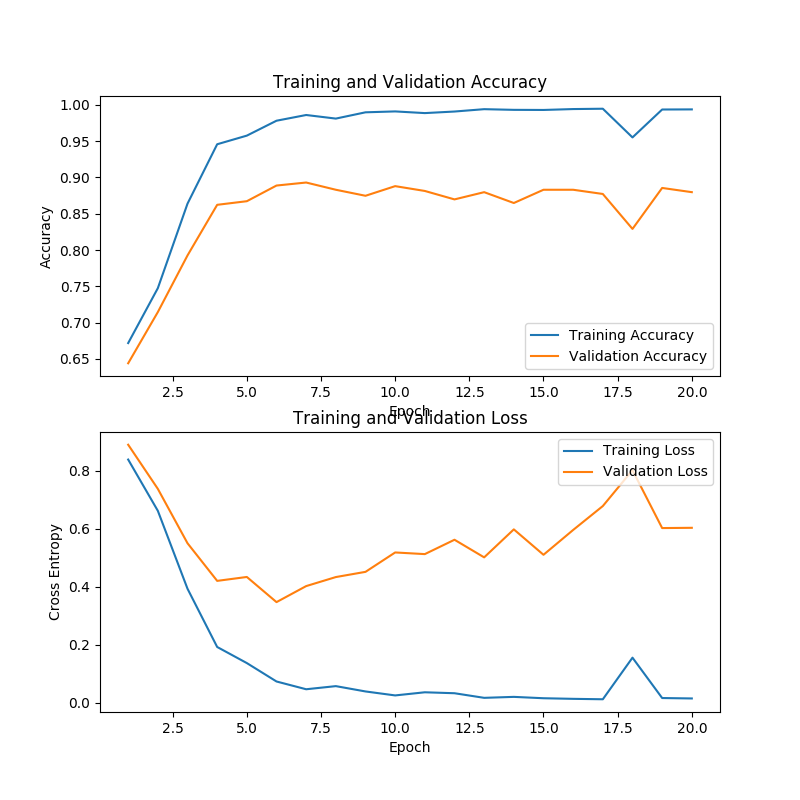 Training and Validation Accuracy
1.00
0.95
0.90
0.85
0.80
0.75
0.70
0.65
Accuracy
Training Accuracy
Validation Accuracy
2.5 5.0 7.5 10.0 12.5 15.0 17.5 20.0
Epoch
Training and Validation Loss
Training Loss
Validation Loss
0.8
0.6
0.4
0.2
0.0
Cross Entropy
2.5 5.0 7.5 10.0 12.5 15.0 17.5 20.0
Epoch